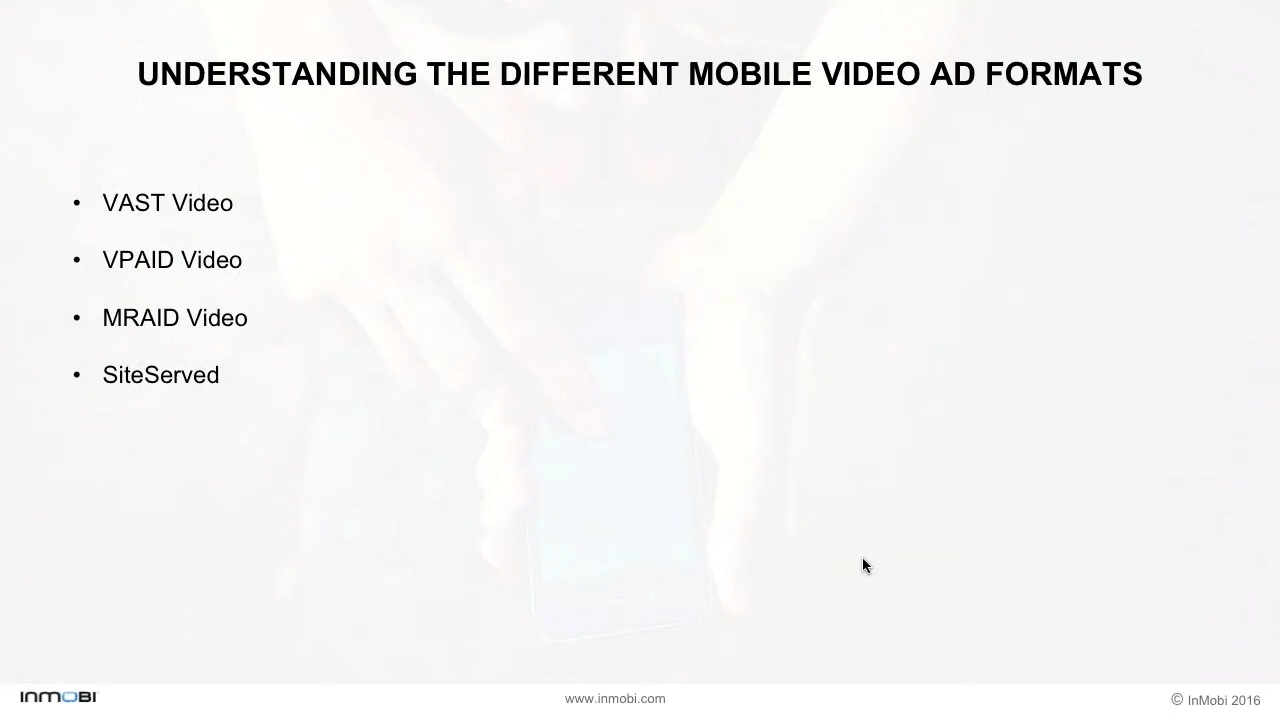 UNDERSTANDING THE DIFFERENT MOBILE VIDEO AD FORMATS
• VAST Video
• VPAID Video
• MRAID Video
• SiteServed
INMOBI
www.inmobi.com
© InMobi 2016